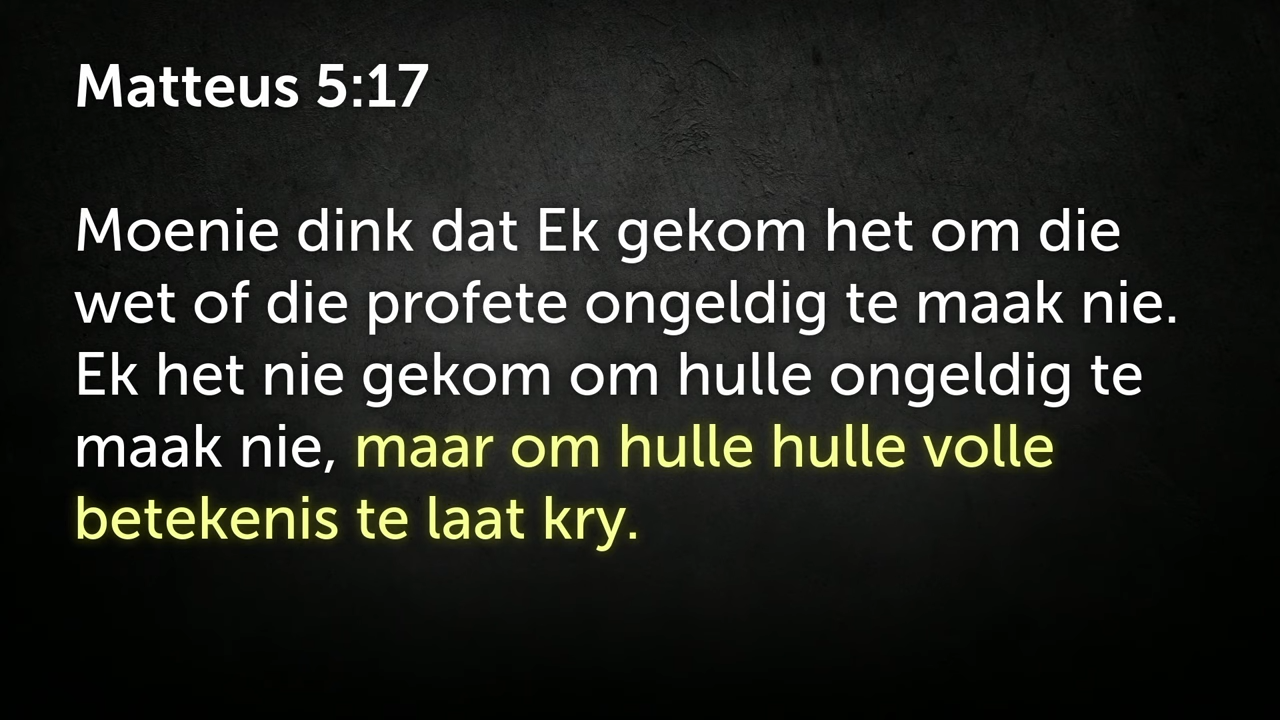 Matteus 5:17
Moenie dink dat Ek gekom het om die
wet of die profete ongeldig te maak nie.
Ek het nie gekom om hulle ongeldig te
maak nie, maar om hulle hulle volle
betekenis te laat kry.